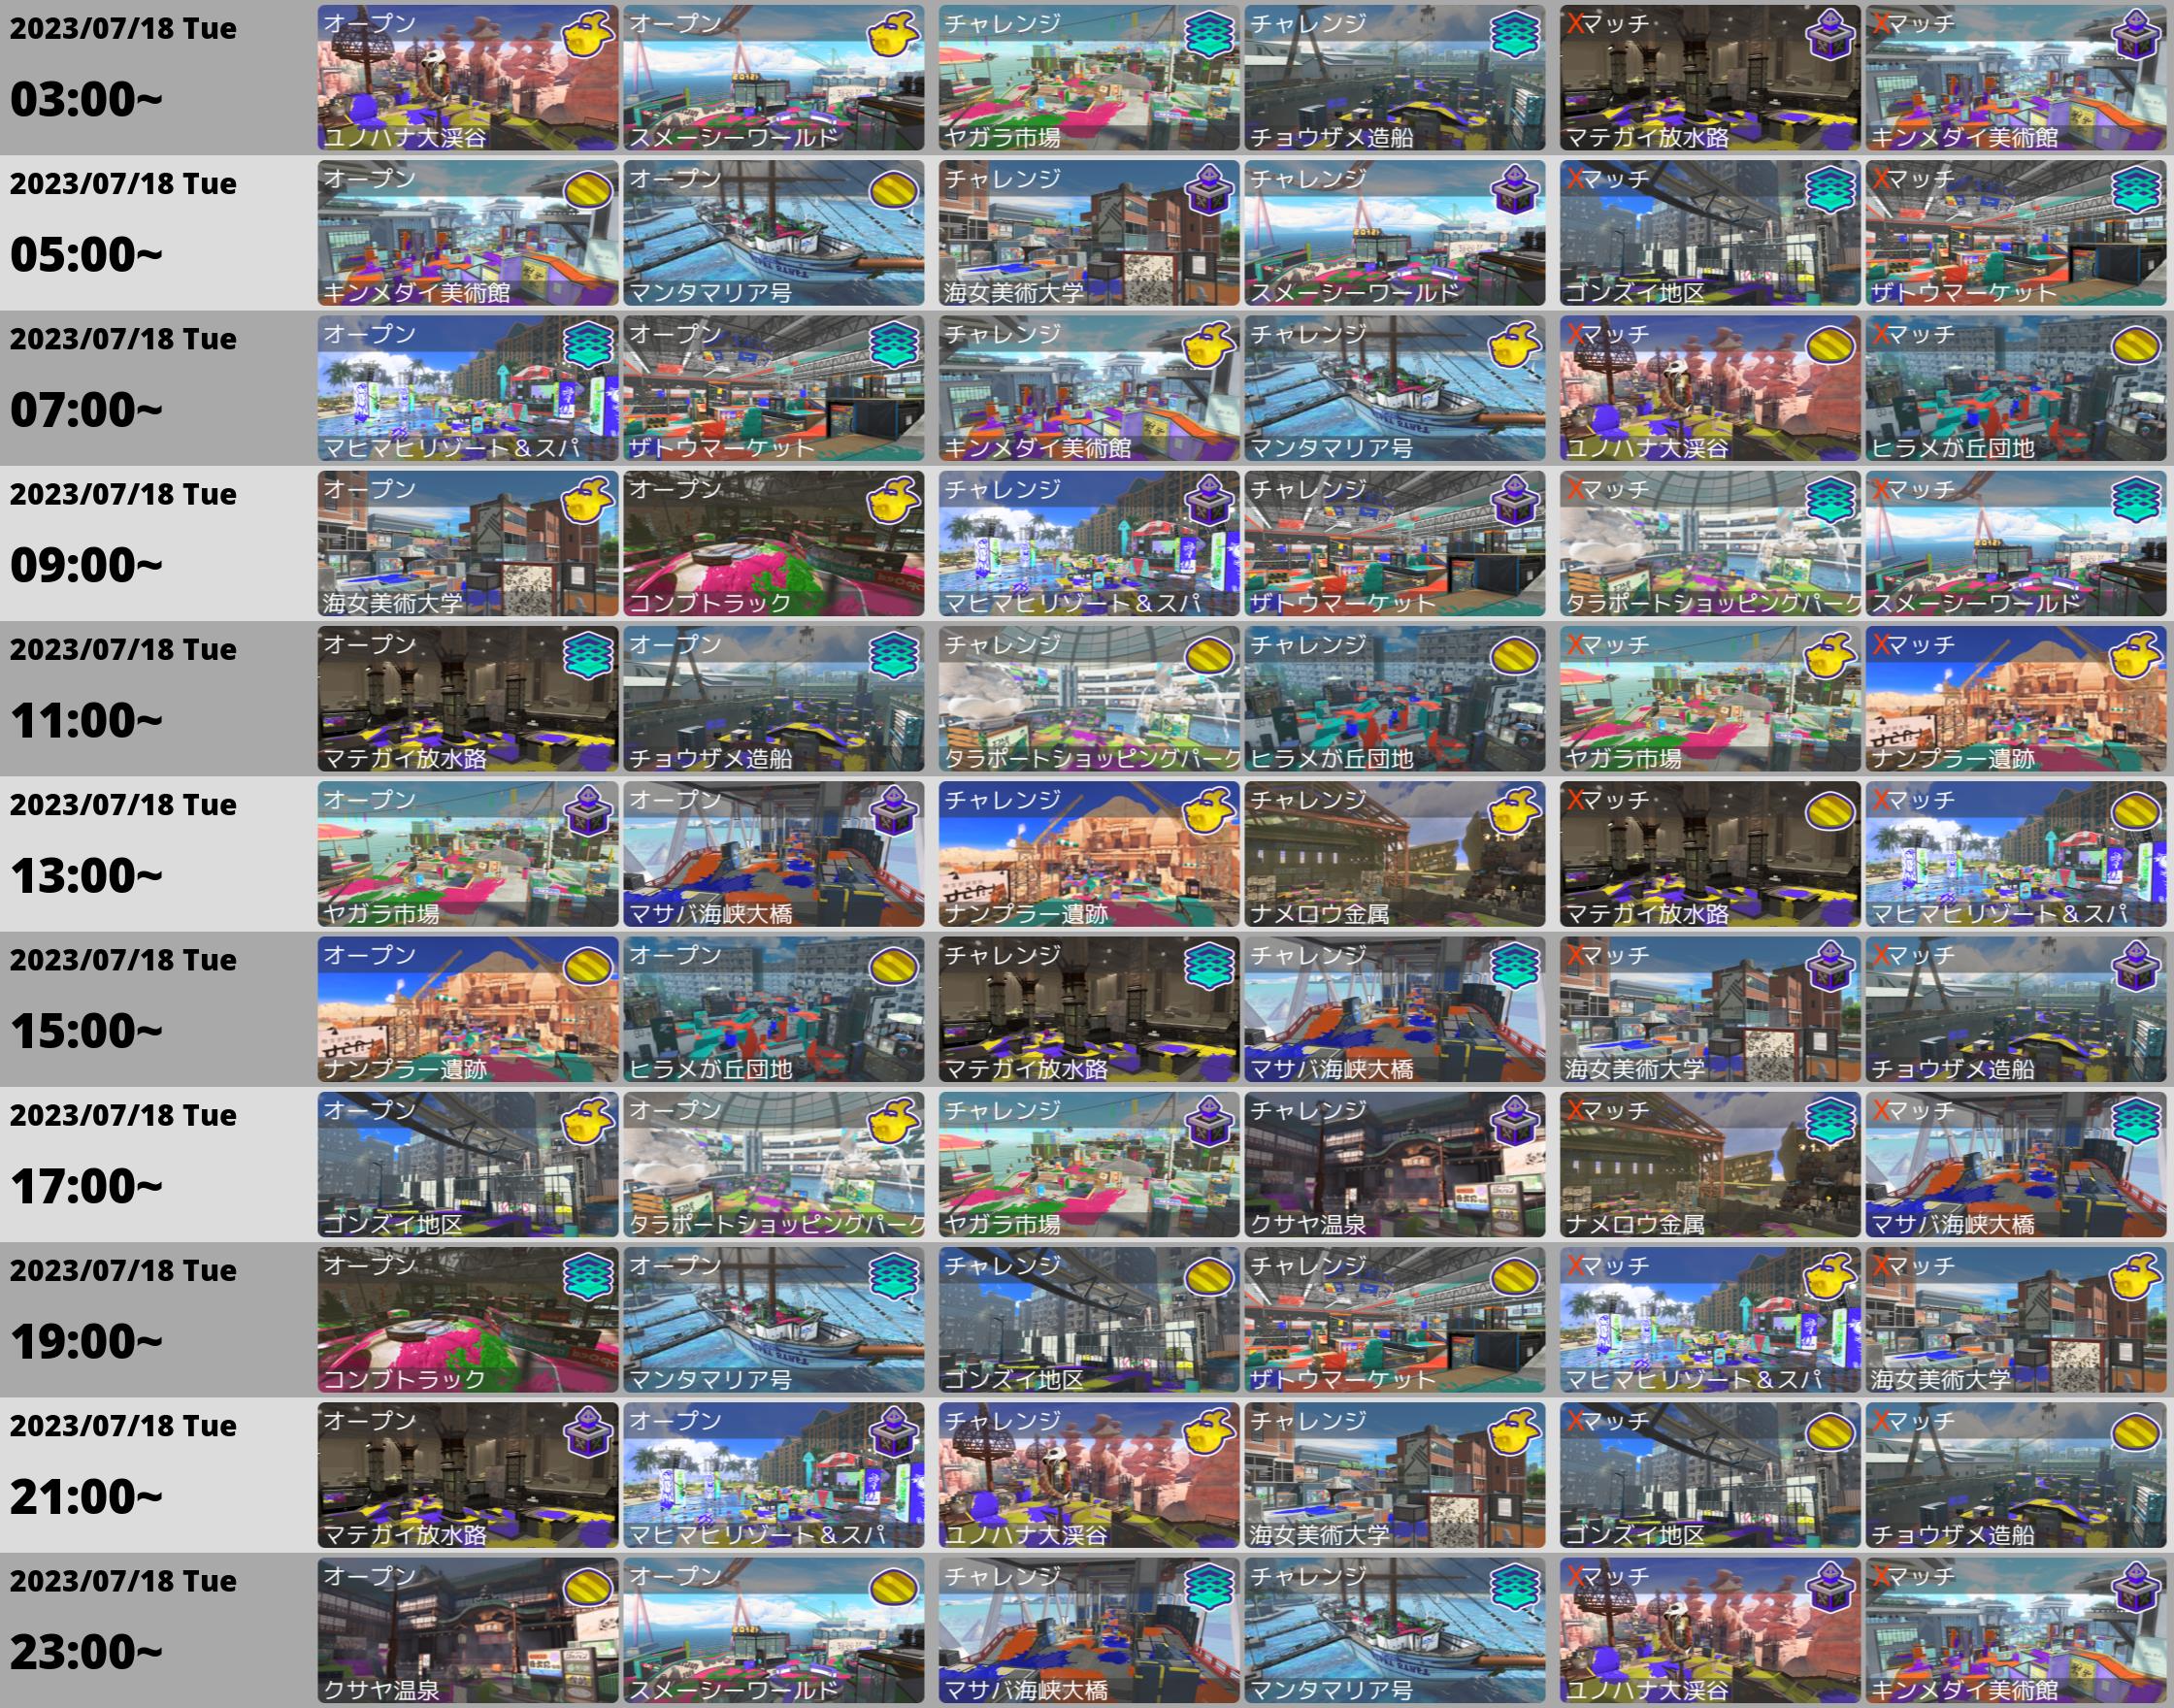 2023/07/18 Tue
03:00~
オープン オープン チャレンジ チャレンジ Xマッチ Xマッチ
ユノハナ大渓谷 スメーシーワールド ヤガラ市場 チョウザメ造船 マテガイ放水路 キンメダイ美術館
2023/07/18 Tue
05:00~
オープン オープン チャレンジ チャレンジ Xマッチ Xマッチ
キンメダイ美術館 マンタマリア号 海女美術大学 スメーシーワールド ゴンズイ地区 ザトウマーケット
2023/07/18 Tue
07:00~
オープン オープン チャレンジ チャレンジ Xマッチ Xマッチ
マヒマヒリゾート＆スパ ザトウマーケット キンメダイ美術館 マンタマリア号 ユノハナ大渓谷 ヒラメが丘団地
2023/07/18 Tue
09:00~
オープン オープン チャレンジ チャレンジ Xマッチ Xマッチ
海女美術大学 コンブトラック マヒマヒリゾート＆スパ ザトウマーケット タラポートショッピングパーク スメーシーワールド
2023/07/18 Tue
11:00~
オープン オープン チャレンジ チャレンジ Xマッチ Xマッチ
マテガイ放水路 チョウザメ造船 タラポートショッピングパーク ヒラメが丘団地 ヤガラ市場 ナンプラー遺跡
2023/07/18 Tue
13:00~
オープン オープン チャレンジ チャレンジ Xマッチ Xマッチ
ヤガラ市場 マサバ海峡大橋 ナンプラー遺跡 ナメロウ金属 マテガイ放水路 マヒマヒリゾート＆スパ
2023/07/18 Tue
15:00~
オープン オープン チャレンジ チャレンジ Xマッチ Xマッチ
ナンプラー遺跡 ヒラメが丘団地 マテガイ放水路 マサバ海峡大橋 海女美術大学 チョウザメ造船
2023/07/18 Tue
17:00~
オープン オープン チャレンジ チャレンジ Xマッチ Xマッチ
ゴンズイ地区 タラポートショッピングパーク ヤガラ市場 クサヤ温泉 ナメロウ金属 マサバ海峡大橋
2023/07/18 Tue
19:00~
オープン オープン チャレンジ チャレンジ Xマッチ Xマッチ
コンブトラック マンタマリア号 ゴンズイ地区 ザトウマーケット マヒマヒリゾート＆スパ 海女美術大学
2023/07/18 Tue
21:00~
オープン オープン チャレンジ チャレンジ Xマッチ Xマッチ
マテガイ放水路 マヒマヒリゾート＆スパ ユノハナ大渓谷 海女美術大学 ゴンズイ地区 チョウザメ造船
2023/07/18 Tue
23:00~
オープン オープン チャレンジ チャレンジ Xマッチ Xマッチ
クサヤ温泉 スメーシーワールド マサバ海峡大橋 マンタマリア号 ユノハナ大渓谷 キンメダイ美術館